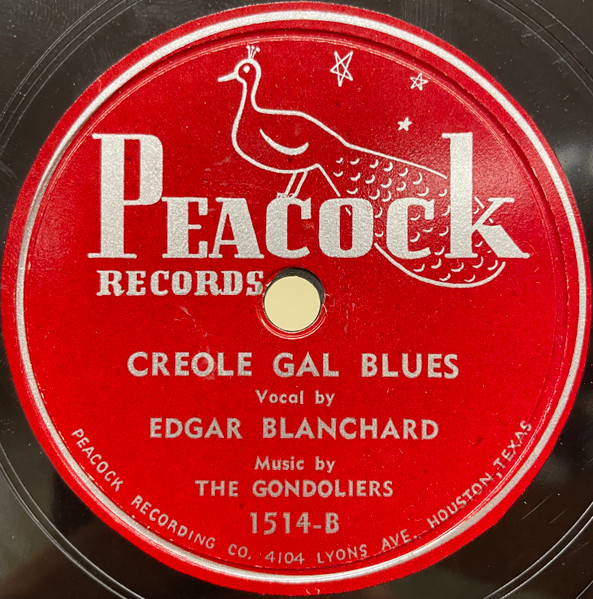 PEACOCK
RECORDS
CREOLE GAL BLUES
Vocal by
EDGAR BLANCHARD
Music by
THE GONDOLIERS
1514-B
PEACOCK RECORDING CO. 4104 LYONS AVE. HOUSTON, TEXAS